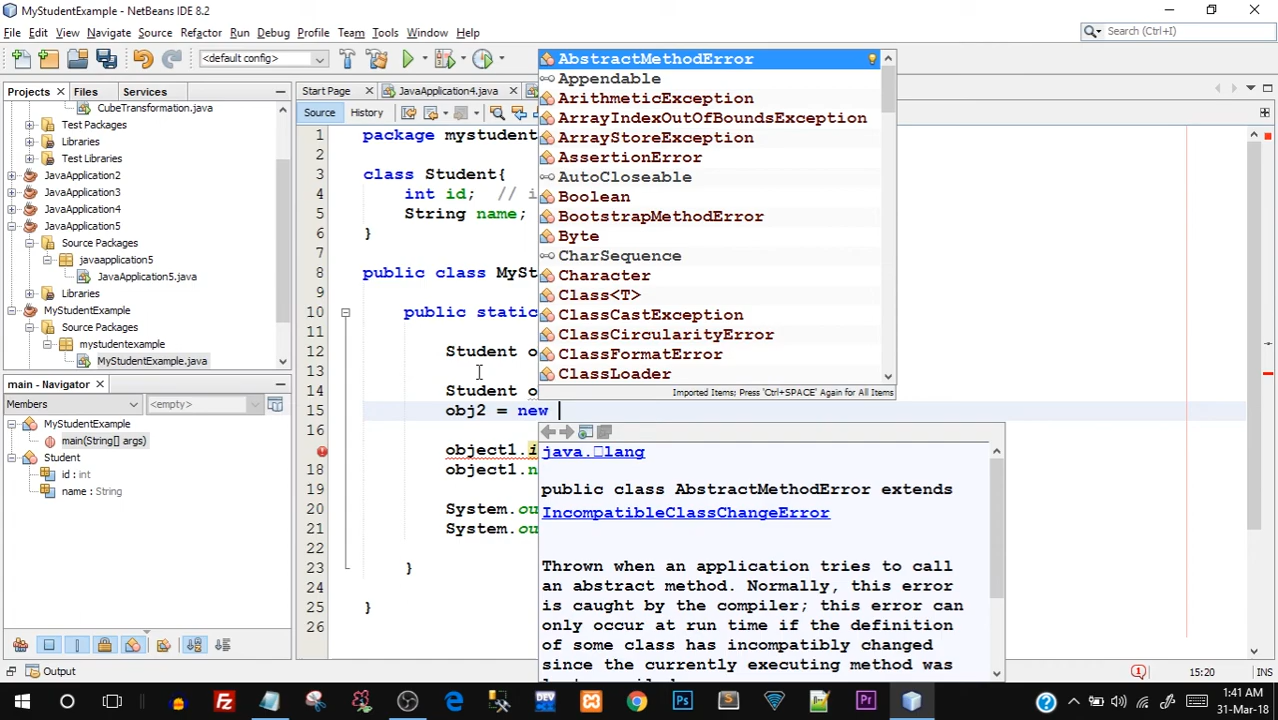 MyStudentExample - NetBeans IDE 8.2
File Edit View Navigate Source Refactor Run Debug Profile Team Tools Window Help
Search (Ctrl+I)
<default config>
Projects Files Services
Start Page JavaApplication4.java
Source History
CubeTransformation.java
Test Packages
Libraries
Test Libraries
JavaApplication2
JavaApplication3
JavaApplication4
JavaApplication5
Source Packages
javaapplication5
JavaApplication5.java
Libraries
MyStudentExample
Source Packages
mystudentexample
MyStudentExample.java
main - Navigator
Members <empty>
MyStudentExample
main(String[] args)
Student
id : int
name : String
1 package mystudent
2
3 class Student{
4 int id; // i
5 String name;
6 }
7
8 public class MySt
9
10 public static
11
12 Student o
13
14 Student o
15 obj2 = new
16
object1.i
18 object1.n
19
20 System.ou
21 System.ou
22
23 }
24
25 }
26
AbstractMethodError
Appendable
ArithmeticException
ArrayIndexOutOfBoundsException
ArrayStoreException
AssertionError
AutoCloseable
Boolean
BootstrapMethodError
Byte
CharSequence
Character
Class<T>
ClassCastException
ClassCircularityError
ClassFormatError
ClassLoader
Imported Items; Press 'Ctrl+SPACE' Again for All Items
java.□lang
public class AbstractMethodError extends
IncompatibleClassChangeError
Thrown when an application tries to call
an abstract method. Normally, this error
is caught by the compiler; this error can
only occur at run time if the definition
of some class has incompatibly changed
since the currently executing method was
Output
1
15:20
INS
1:41 AM
31-Mar-18